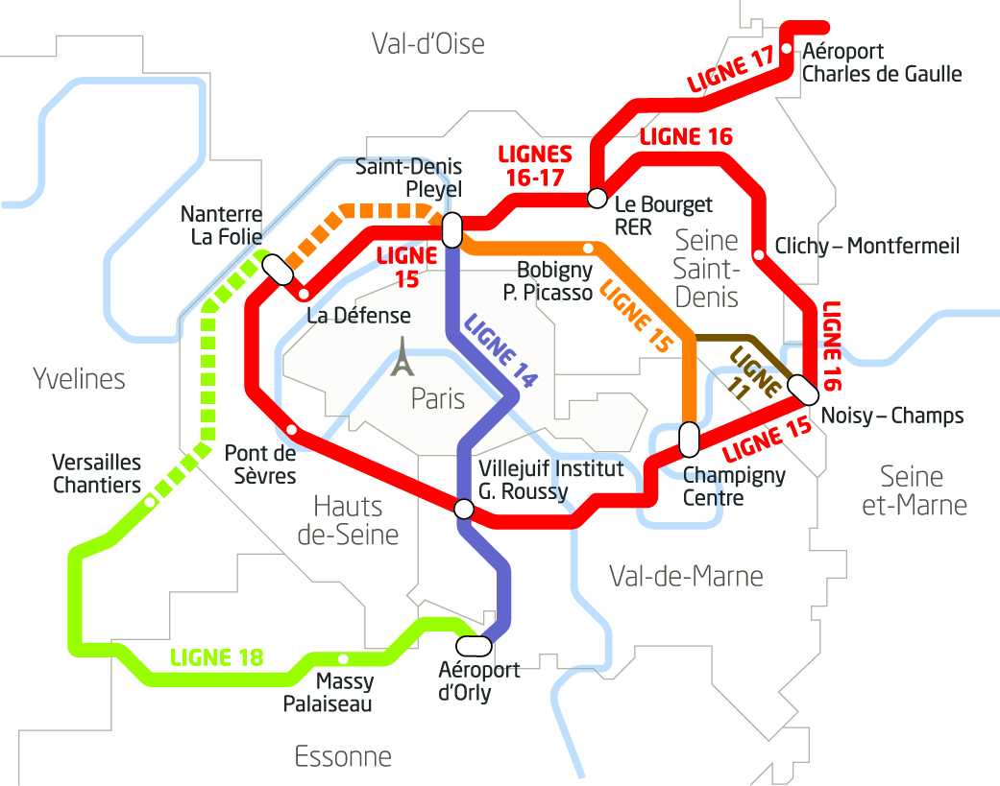 Val-d'Oise
LIGNE 17
Aéroport
Charles de Gaulle
LIGNES
16-17
LIGNE 16
Saint-Denis
Pleyel
Nanterre
La Folie
Le Bourget
RER
Seine
Saint-
Denis
Clichy – Montfermeil
LIGNE
15
Bobigny
P. Picasso
La Défense
LIGNE 15
LIGNE 14
LIGNE 16
LIGNE
11
Yvelines
Paris
Noisy – Champs
LIGNE 15
Versailles
Chantiers
Pont de
Sèvres
Villejuif Institut
G. Roussy
Champigny
Centre
Seine
et-Marne
Hauts
de-Seine
Val-de-Marne
LIGNE 18
Massy
Palaiseau
Aéroport
d'Orly
Essonne